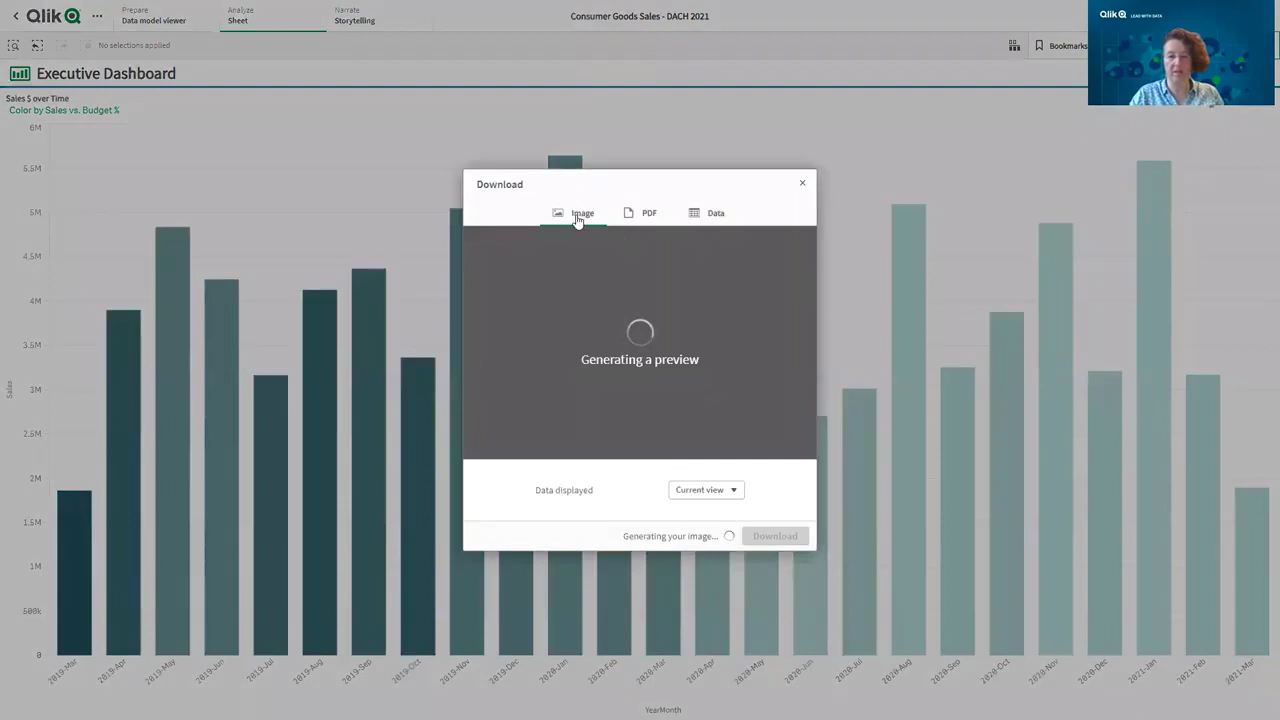 Qlik
Prepare
Data model viewer
Analyze
Sheet
Narrate
Storytelling
Consumer Goods Sales - DACH 2021
Qlik LEAD WITH DATA
No selections applied
Bookmarks
Executive Dashboard
Sales $ over Time
Color by Sales vs. Budget %
6M
5.5M
5M
4.5M
4M
3.5M
3M
2.5M
2M
1.5M
1M
500k
0
Sales
Download
Image
PDF
Data
Generating a preview
Data displayed
Current view
Generating your image...
Download
2019-Mar
2019-Apr
2019-May
2019-Jun
2019-Jul
2019-Aug
2019-Sep
2019-Oct
2019-Nov
2019-Dec
2020-Jan
2020-Feb
2020-Mar
2020-Apr
2020-May
2020-Jun
2020-Jul
2020-Aug
2020-Sep
2020-Oct
2020-Nov
2020-Dec
2021-Jan
2021-Feb
2021-Mar
YearMonth